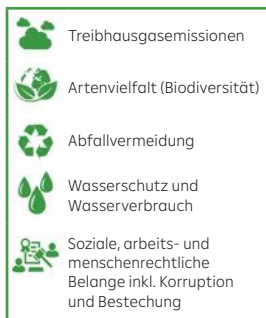 Treibhausgasemissionen
Artenvielfalt (Biodiversität)
Abfallvermeidung
Wasserschutz und
Wasserverbrauch
Soziale, arbeits- und
menschenrechtliche
Belange inkl. Korruption
und Bestechung